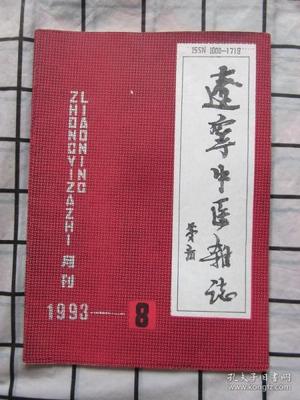 ISSN 1000-1719
遼寧中医雜誌
LIAONING
ZHONGYIZAZHI 月刊
1993——8
孔夫子旧书网